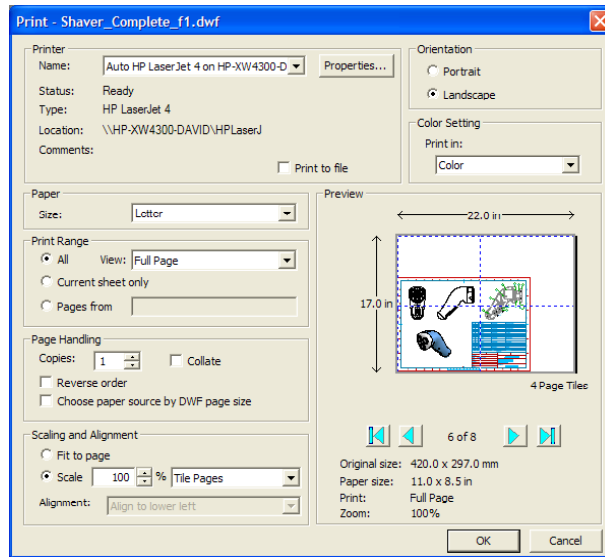 Print - Shaver_Complete_f1.dwf
Printer
Name: Auto HP LaserJet 4 on HP-XW4300-D Properties...
Status: Ready
Type: HP LaserJet 4
Location: \\HP-XW4300-DAVID\HPLaserJ
Comments:
Print to file
Orientation
Portrait
Landscape
Color Setting
Print in:
Color
Paper
Size: Letter
Print Range
All View: Full Page
Current sheet only
Pages from
Page Handling
Copies: 1 Collate
Reverse order
Choose paper source by DWF page size
Scaling and Alignment
Fit to page
Scale 100 % Tile Pages
Alignment: Align to lower left
Preview
22.0 in
17.0 in
4 Page Tiles
6 of 8
Original size: 420.0 x 297.0 mm
Paper size: 11.0 x 8.5 in
Print: Full Page
Zoom: 100%
OK Cancel